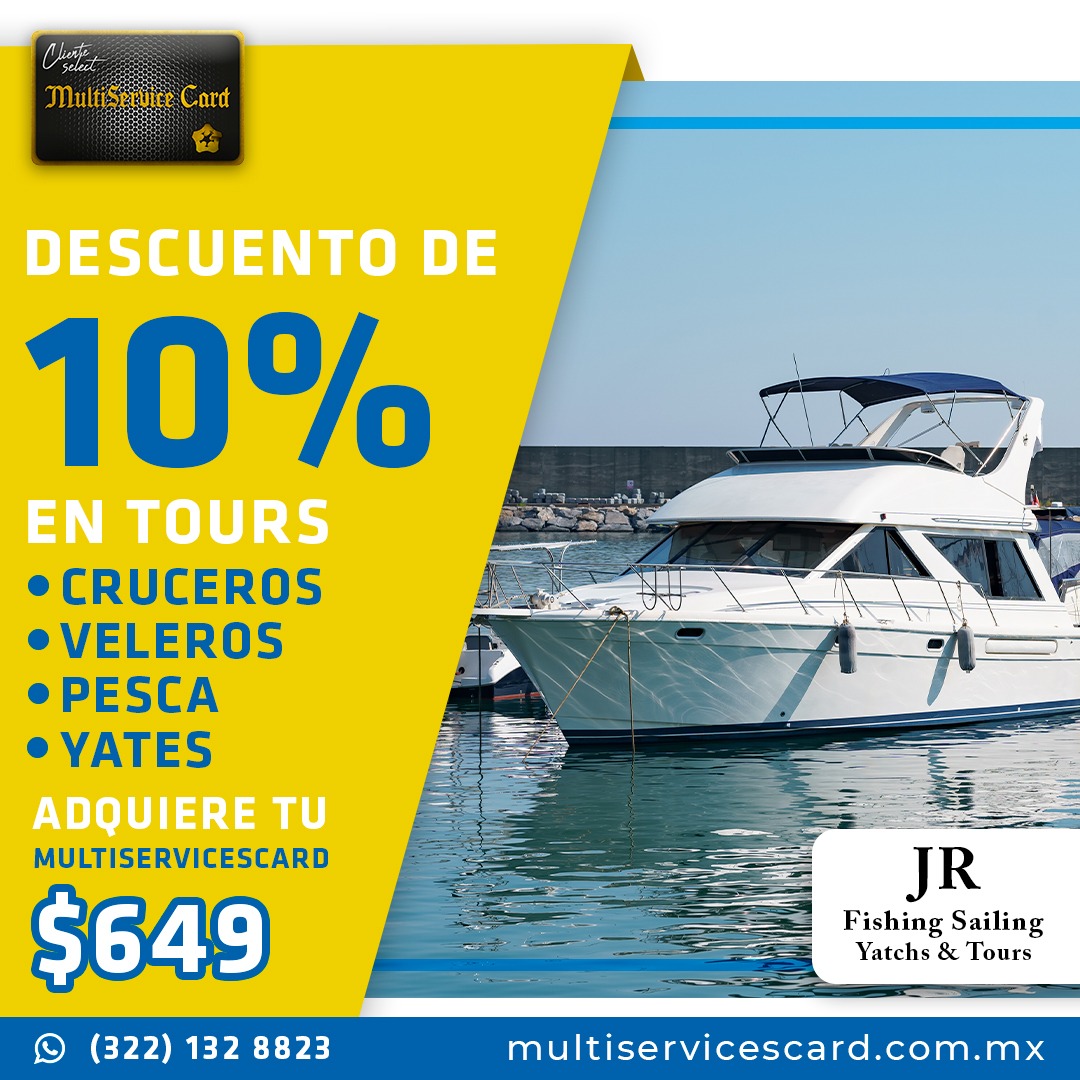 Cliente
select
MultiService Card
DESCUENTO DE
10%
EN TOURS
• CRUCEROS
• VELEROS
• PESCA
• YATES
ADQUIERE TU
MULTISERVICESCARD
$649
JR
Fishing Sailing
Yatchs & Tours
(322) 132 8823
multiservicescard.com.mx